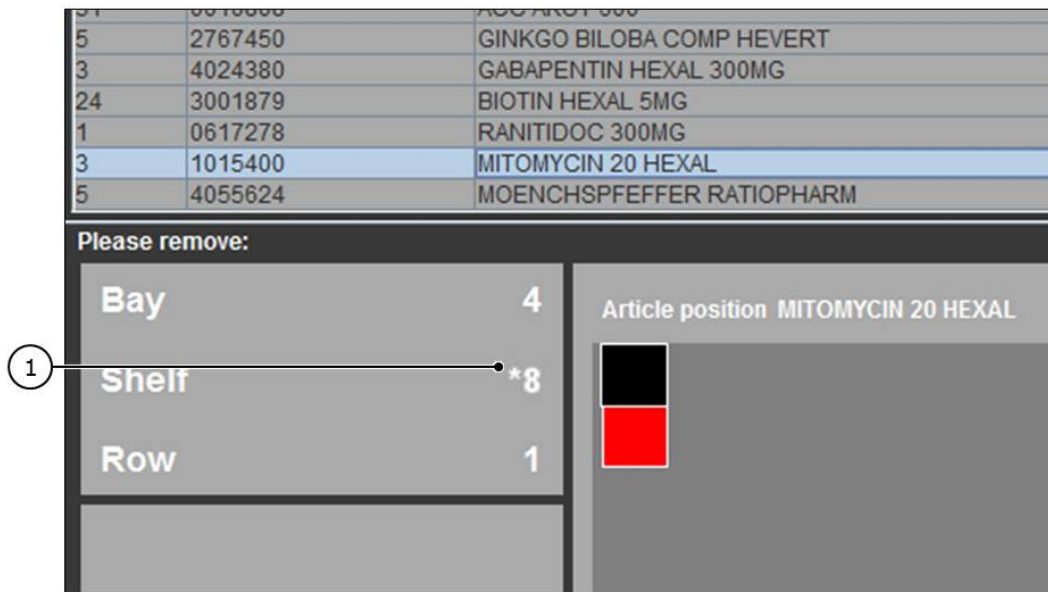 5 2767450 GINKGO BILOBA COMP HEVERT
3 4024380 GABAPENTIN HEXAL 300MG
24 3001879 BIOTIN HEXAL 5MG
1 0617278 RANITIDOC 300MG
3 1015400 MITOMYCIN 20 HEXAL
5 4055624 MOENCHSPFEFFER RATIOPHARM
Please remove:
Bay 4
Article position MITOMYCIN 20 HEXAL
1
Shelf *8
Row 1